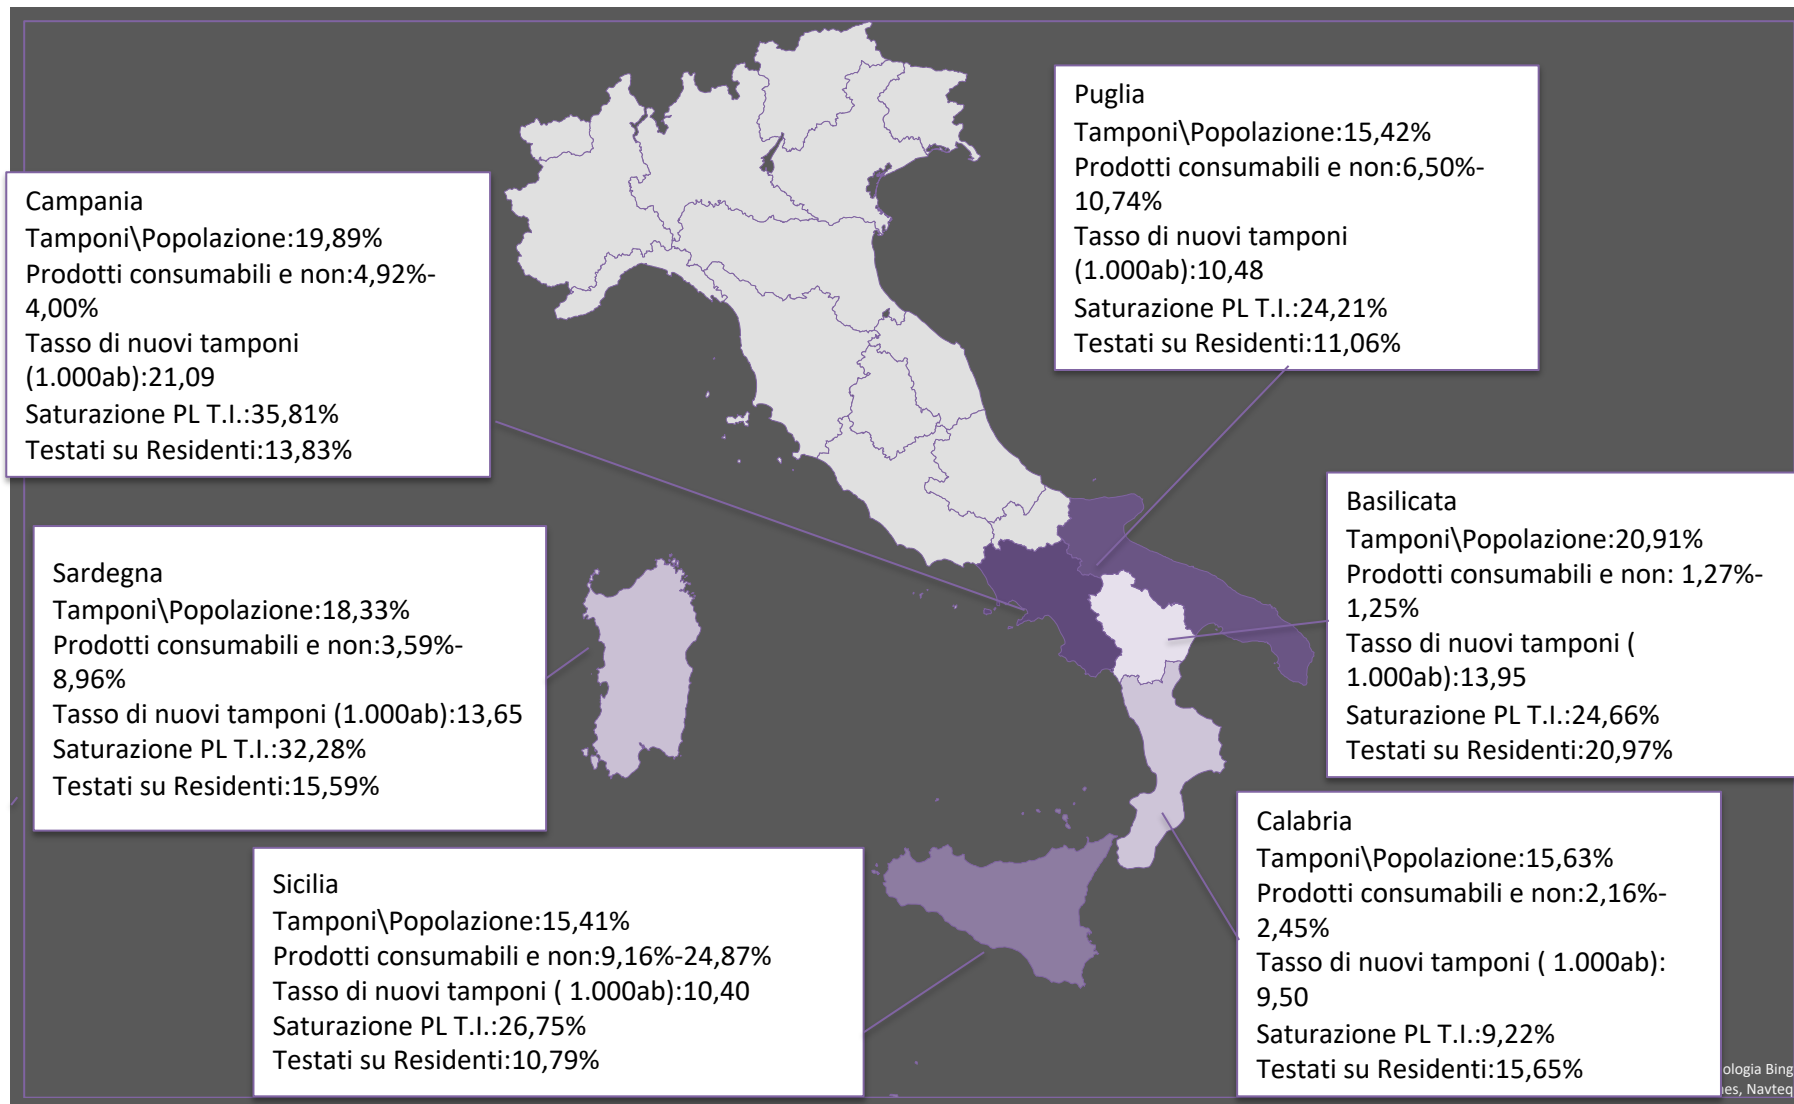 Campania
Tamponi\Popolazione:19,89%
Prodotti consumabili e non:4,92%-
4,00%
Tasso di nuovi tamponi
(1.000ab):21,09
Saturazione PL T.I.:35,81%
Testati su Residenti:13,83%
Puglia
Tamponi\Popolazione:15,42%
Prodotti consumabili e non:6,50%-
10,74%
Tasso di nuovi tamponi
(1.000ab):10,48
Saturazione PL T.I.:24,21%
Testati su Residenti:11,06%
Sardegna
Tamponi\Popolazione:18,33%
Prodotti consumabili e non:3,59%-
8,96%
Tasso di nuovi tamponi (1.000ab):13,65
Saturazione PL T.I.:32,28%
Testati su Residenti:15,59%
Basilicata
Tamponi\Popolazione:20,91%
Prodotti consumabili e non: 1,27%-
1,25%
Tasso di nuovi tamponi (
1.000ab):13,95
Saturazione PL T.I.:24,66%
Testati su Residenti:20,97%
Sicilia
Tamponi\Popolazione:15,41%
Prodotti consumabili e non:9,16%-24,87%
Tasso di nuovi tamponi ( 1.000ab):10,40
Saturazione PL T.I.:26,75%
Testati su Residenti:10,79%
Calabria
Tamponi\Popolazione:15,63%
Prodotti consumabili e non:2,16%-
2,45%
Tasso di nuovi tamponi ( 1.000ab):
9,50
Saturazione PL T.I.:9,22%
Testati su Residenti:15,65%
ologia Bing
Navteq